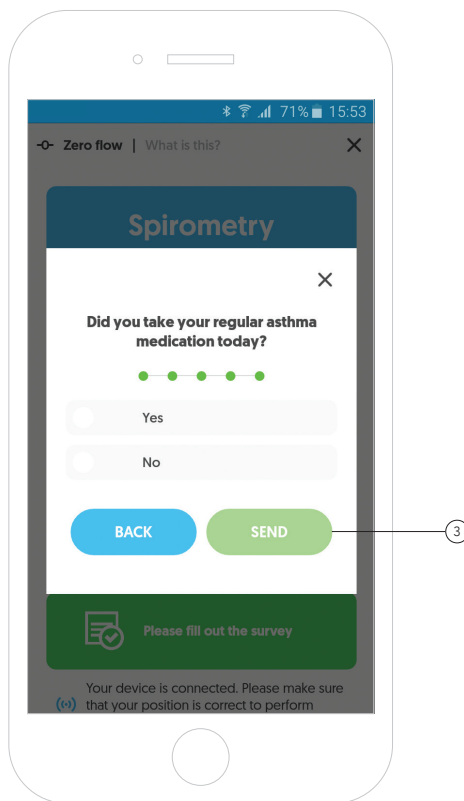 71% 15:53
Zero flow | What is this?
Spirometry
Did you take your regular asthma
medication today?
Yes
No
BACK SEND
3
Please fill out the survey
Your device is connected. Please make sure
that your position is correct to perform